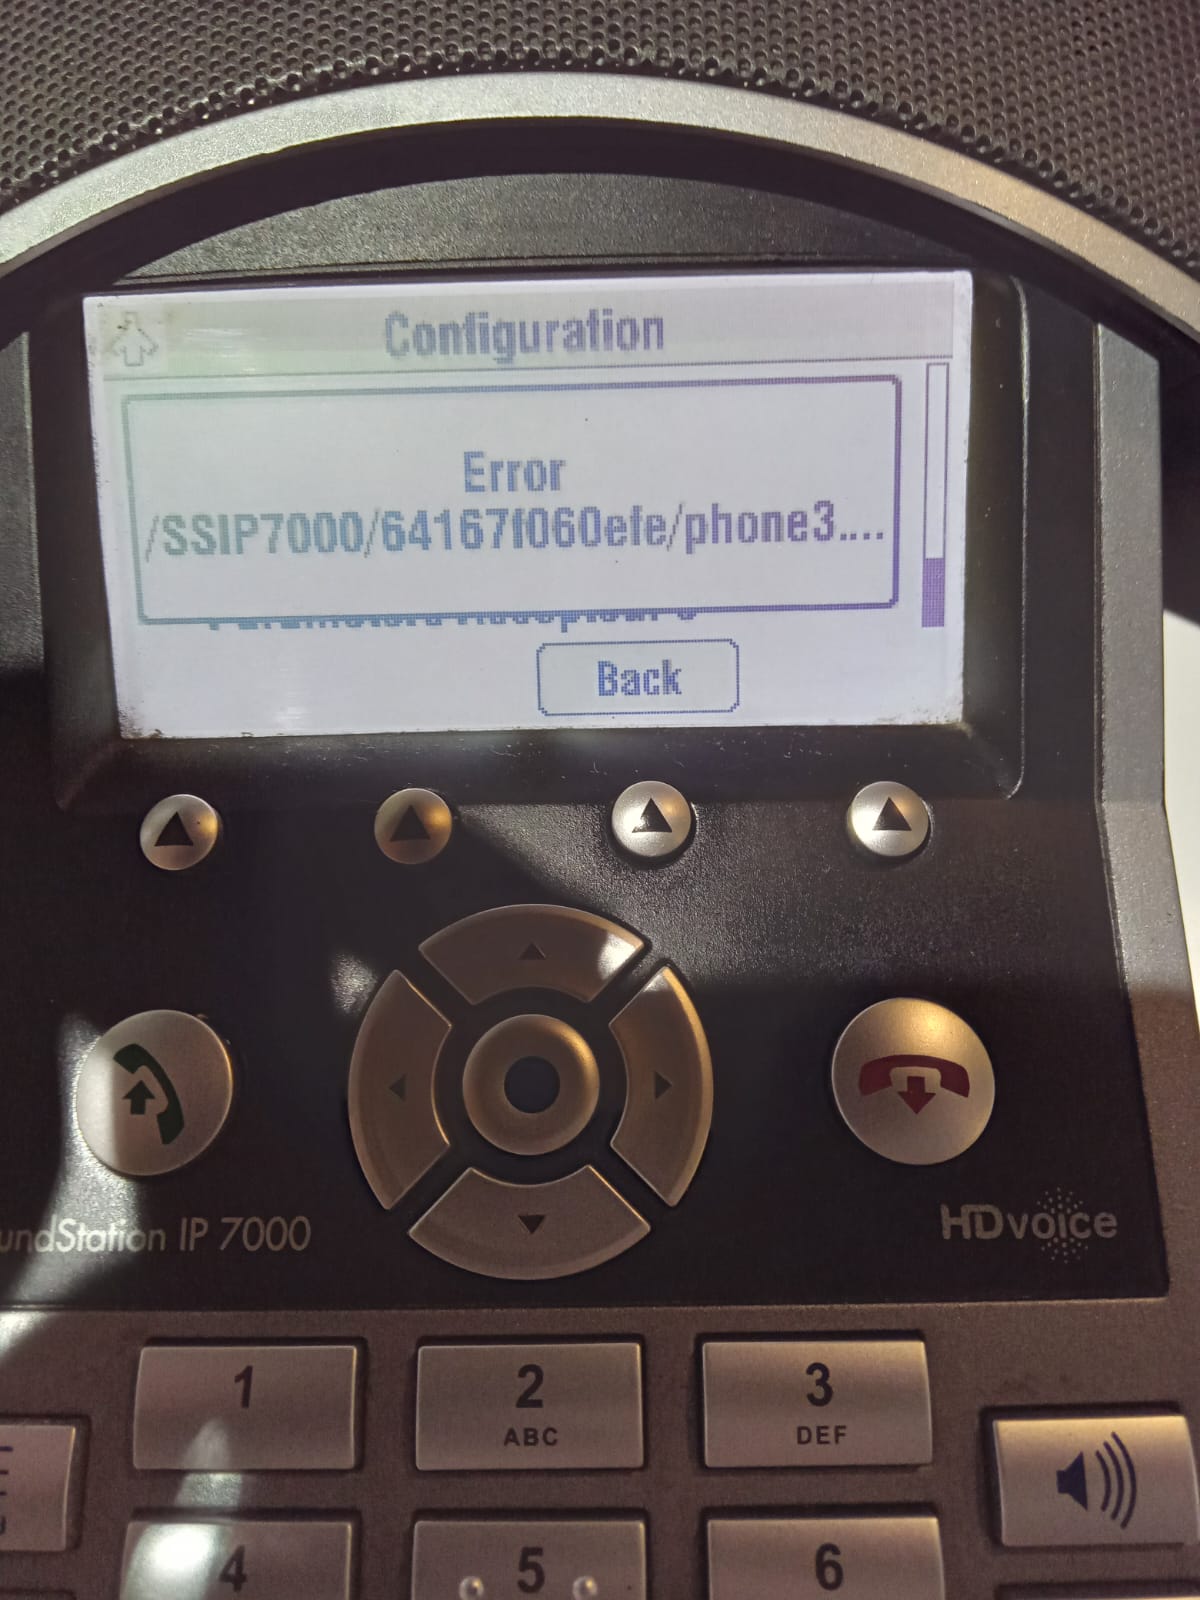 Configuration
Error
/SSIP7000/64167f060efe/phone3....
Back
undStation IP 7000
HDvoice
1
2
ABC
3
DEF
4
5
6